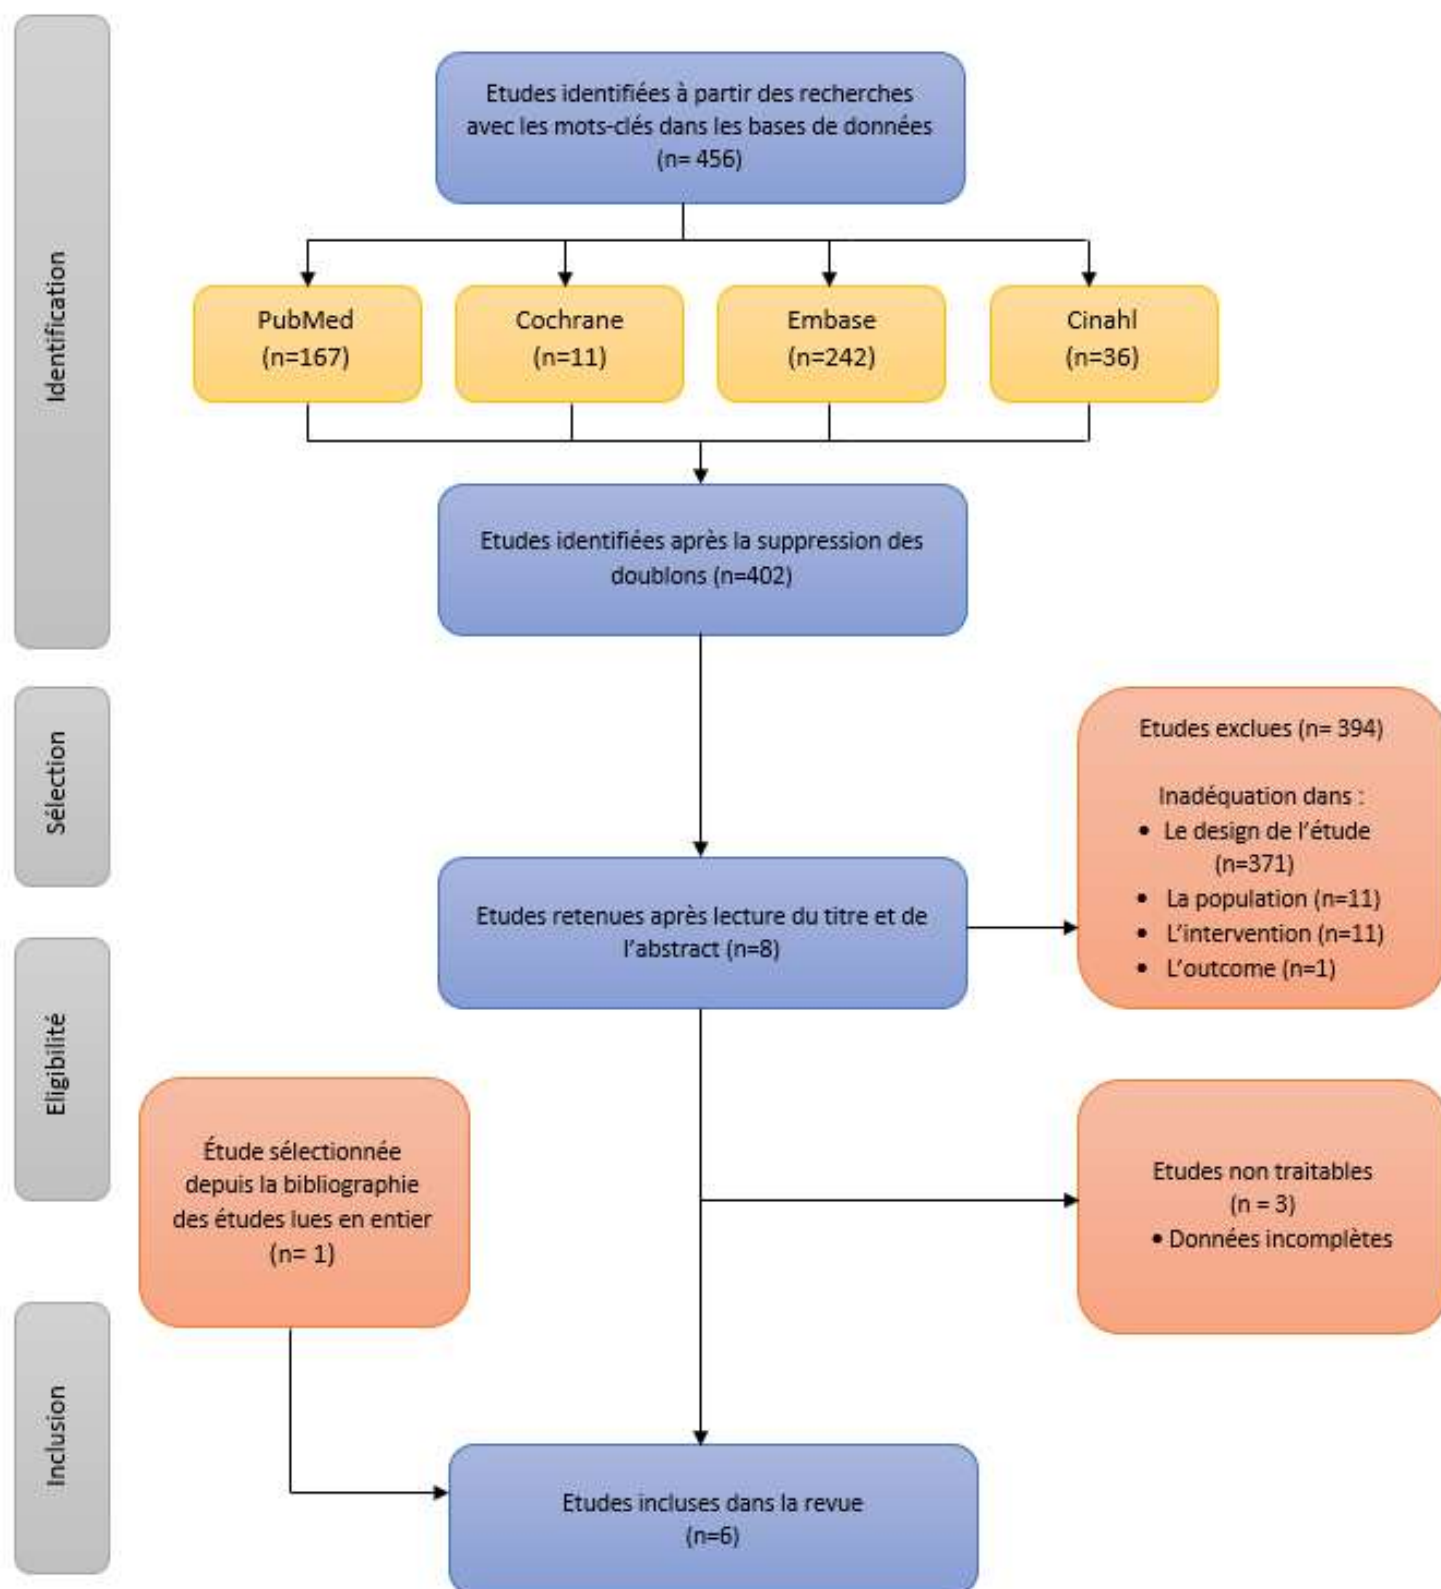 Identification
Etudes identifiées à partir des recherches
avec les mots-clés dans les bases de données
(n= 456)
PubMed
(n=167)
Cochrane
(n=11)
Embase
(n=242)
Cinahl
(n=36)
Etudes identifiées après la suppression des
doublons (n=402)
Sélection
Etudes exclues (n= 394)
Inadéquation dans :
• Le design de l'étude
(n=371)
• La population (n=11)
• L'intervention (n=11)
• L'outcome (n=1)
Etudes retenues après lecture du titre et de
l'abstract (n=8)
Eligibilité
Étude sélectionnée
depuis la bibliographie
des études lues en entier
(n= 1)
Etudes non traitables
(n = 3)
• Données incomplètes
Inclusion
Etudes incluses dans la revue
(n=6)